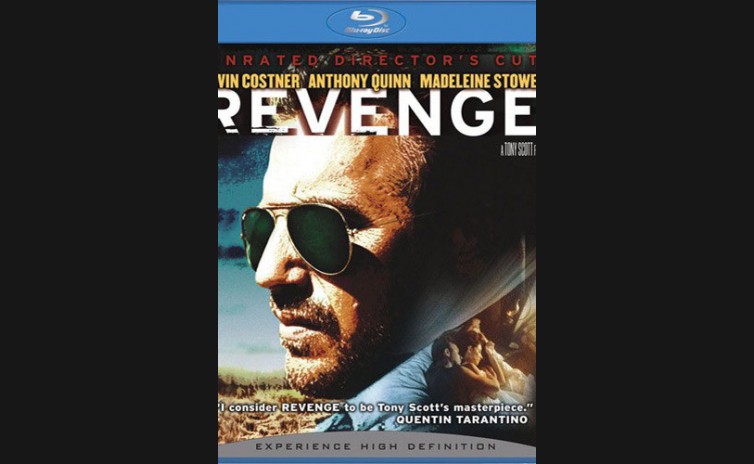 Blu-ray Disc
NRATED DIRECTOR'S CUT
VIN COSTNER ANTHONY QUINN MADELEINE STOWE
REVENGE
A TONY SCOTT F
"I consider REVENGE to be Tony Scott's masterpiece."
QUENTIN TARANTINO
EXPERIENCE HIGH DEFINITION